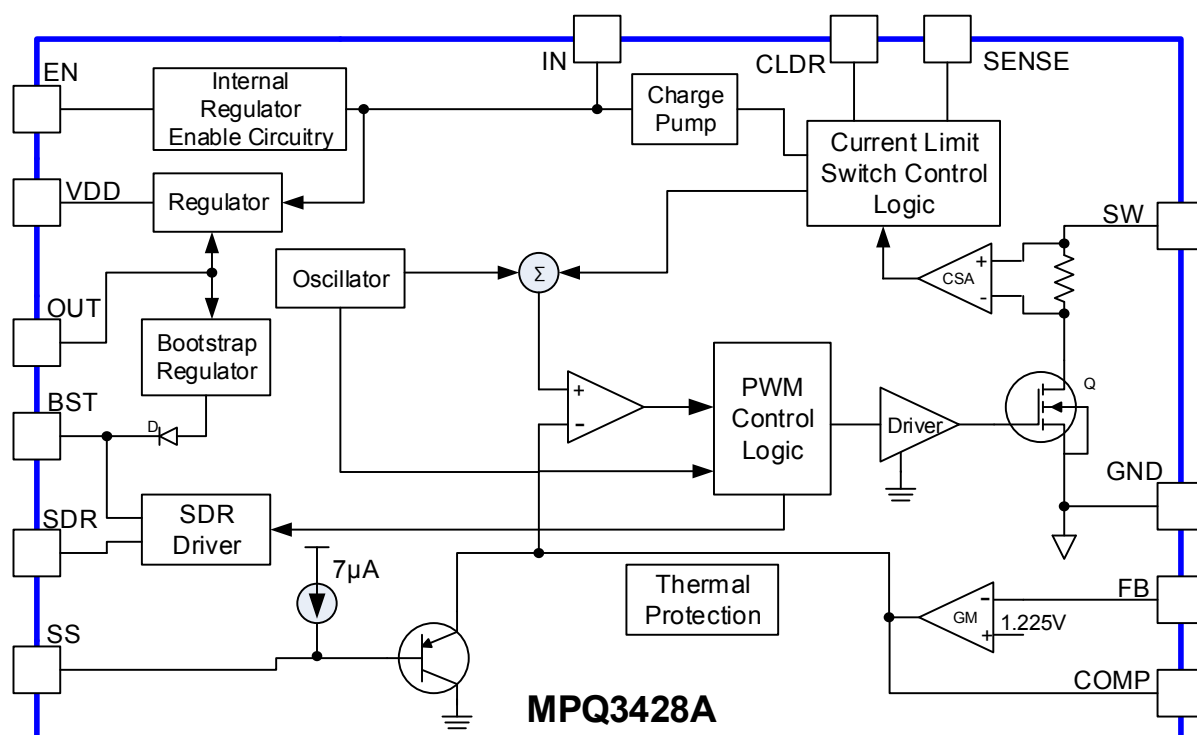 IN
CLDR
SENSE
EN
Internal
Regulator
Enable Circuitry
Charge
Pump
Current Limit
Switch Control
Logic
VDD
Regulator
SW
Oscillator
Σ
+
CSA
-
OUT
Bootstrap
Regulator
BST
D
+
-
PWM
Control
Logic
Driver
Q
GND
SDR
SDR
Driver
7µA
Thermal
Protection
FB
-
GM
+
1.225V
SS
COMP
MPQ3428A